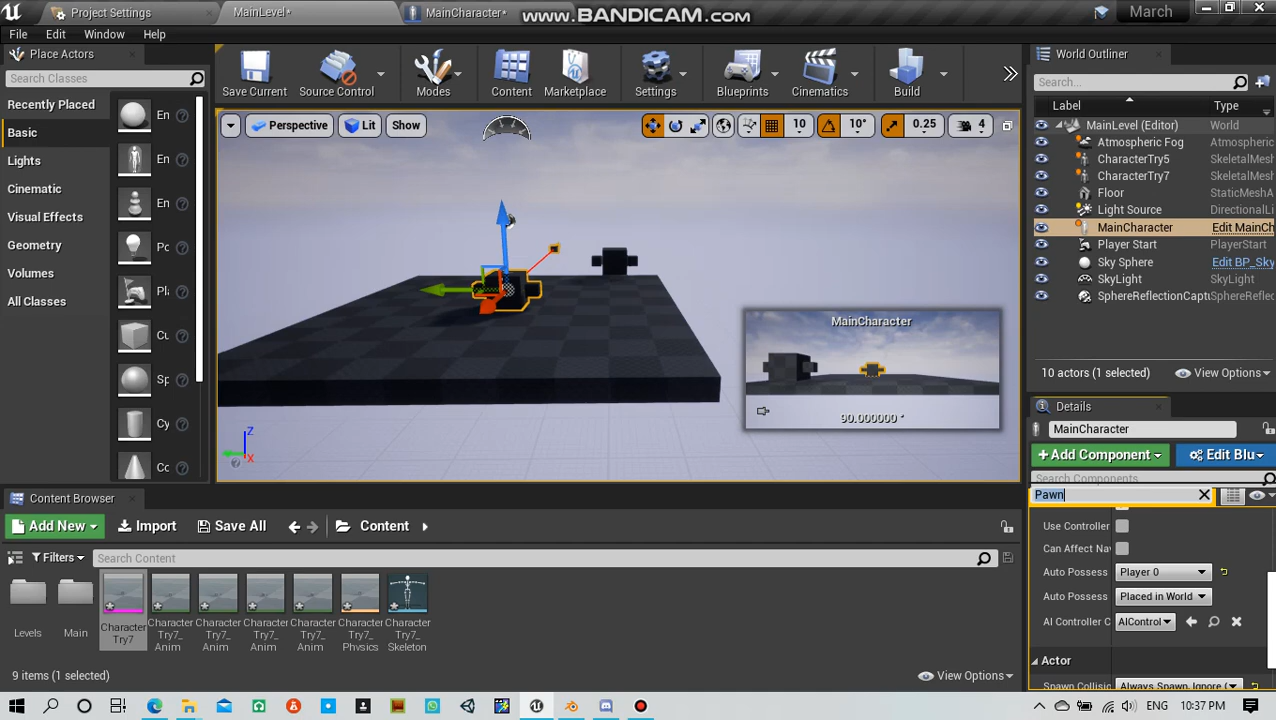 Project Settings
MainLevel*
MainCharacter*
www.BANDICAM.com
March
File
Edit
Window
Help
Place Actors
Search Classes
Recently Placed
Basic
Lights
Cinematic
Visual Effects
Geometry
Volumes
All Classes
En
En
En
Po
Pl
Cu
Sp
Cy
Co
Save Current
Source Control
Modes
Content
Marketplace
Settings
Blueprints
Cinematics
Build
Perspective
Lit
Show
10
10°
0.25
4
MainCharacter
90.000000 °
Z
X
World Outliner
Search...
Label
Type
MainLevel (Editor)
World
Atmospheric Fog
Atmospheric
CharacterTry5
SkeletalMesh
CharacterTry7
SkeletalMesh
Floor
StaticMeshA
Light Source
DirectionalLi
MainCharacter
Edit MainCh
Player Start
PlayerStart
Sky Sphere
Edit BP_Sky
SkyLight
SkyLight
SphereReflectionCaptu
SphereReflec
10 actors (1 selected)
View Options
Details
MainCharacter
+Add Component
Edit Blu
Search Components
Pawn
Use Controller
Can Affect Nav
Auto Possess
Player 0
Auto Possess
Placed in World
AI Controller C
AIControl
Actor
Spawn Collisio
Always Spawn, Ignore C
Content Browser
Add New
Import
Save All
Content
Filters
Search Content
Levels
Main
Character
Try7
Character
Try7_
Anim
Character
Try7_
Anim
Character
Try7_
Anim
Character
Try7_
Anim
Character
Try7_
Physics
Character
Try7_
Skeleton
9 items (1 selected)
View Options
ENG
10:37 PM